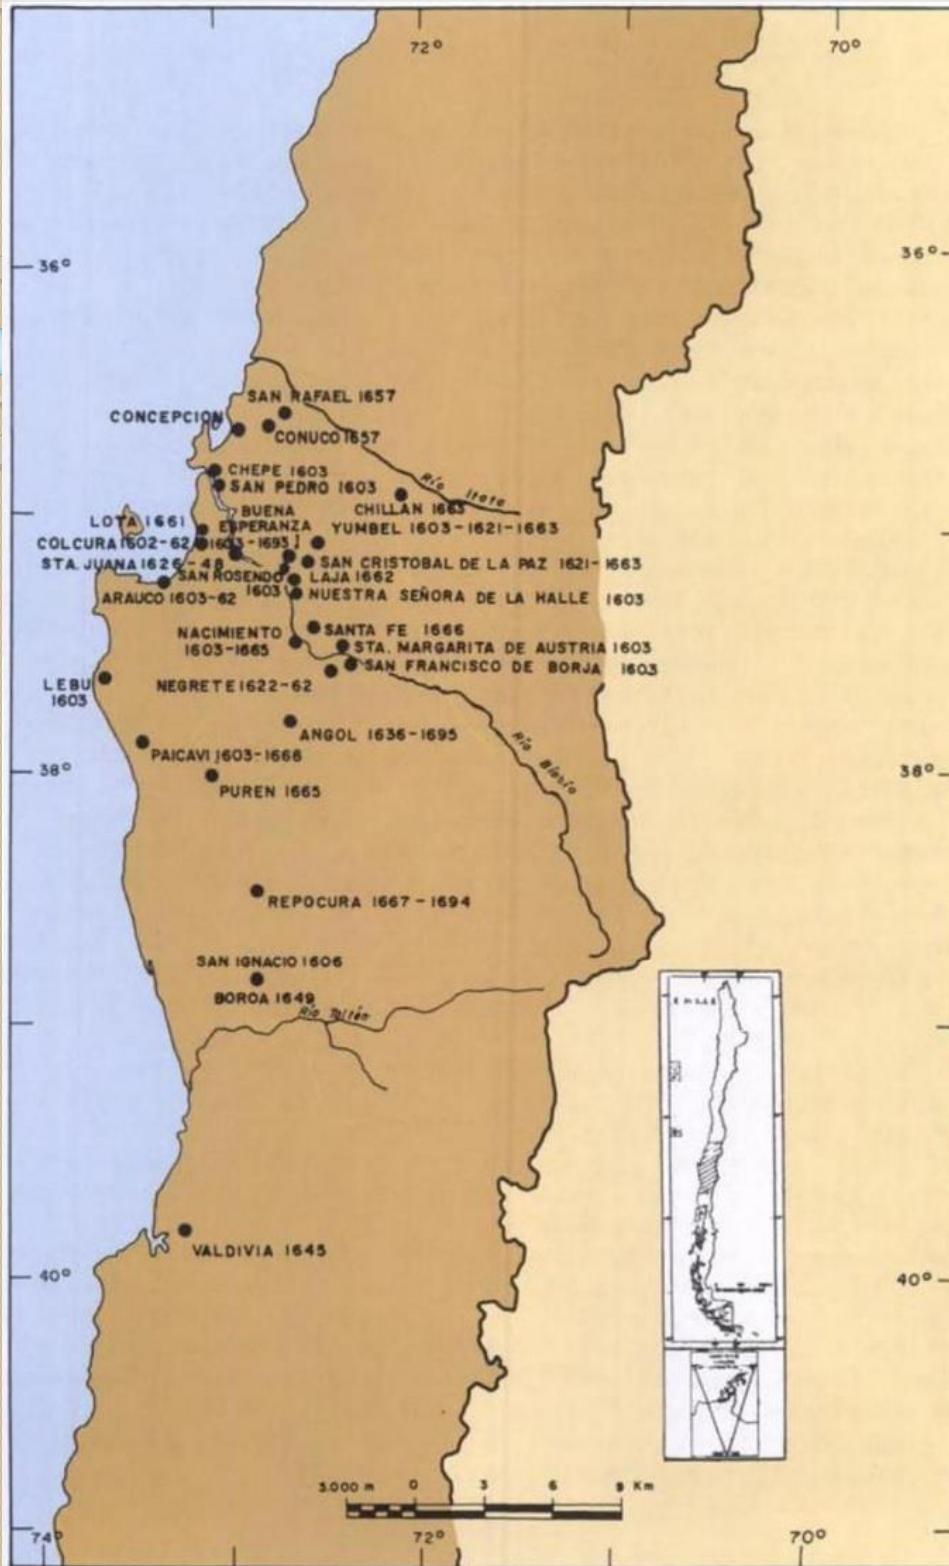 72°
70°
36°
36°
SAN RAFAEL 1657
CONCEPCION
CONUCO 1657
CHEPE 1603
SAN PEDRO 1603
Río Itata
CHILLAN 1663
BUENA
ESPERANZA
LOTA 1661
YUMBEL 1603-1621-1663
COLCURA 1602-62
STA. JUANA 1626-48
SAN CRISTOBAL DE LA PAZ 1621-1663
SAN ROSENDO
1603
LAJA 1662
ARAUCO 1603-62
NUESTRA SEÑORA DE LA HALLE 1603
SANTA FE 1666
NACIMIENTO
1603-1665
STA. MARGARITA DE AUSTRIA 1603
SAN FRANCISCO DE BORJA 1603
LEBU
1603
NEGRETE 1622-62
ANGOL 1636-1695
Río Biobío
PAICAVI 1603-1666
38°
38°
PUREN 1665
REPOCURA 1667-1694
SAN IGNACIO 1606
BOROA 1649
Río Toltén
VALDIVIA 1645
40°
40°
3.000 m 0 3 6 9 Km
74°
72°
70°